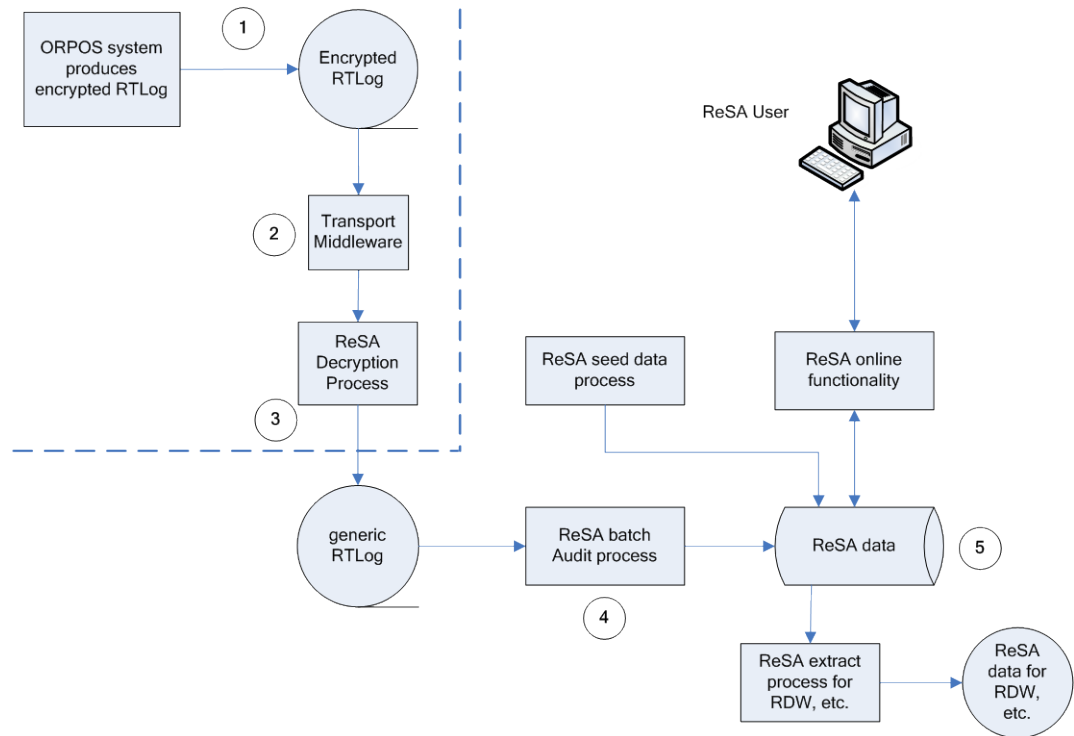 ORPOS system
produces
encrypted RTLog
1
Encrypted
RTLog
ReSA User
2
Transport
Middleware
ReSA
Decryption
Process
3
ReSA seed data
process
ReSA online
functionality
generic
RTLog
ReSA batch
Audit process
4
ReSA data
5
ReSA extract
process for
RDW, etc.
ReSA
data for
RDW,
etc.